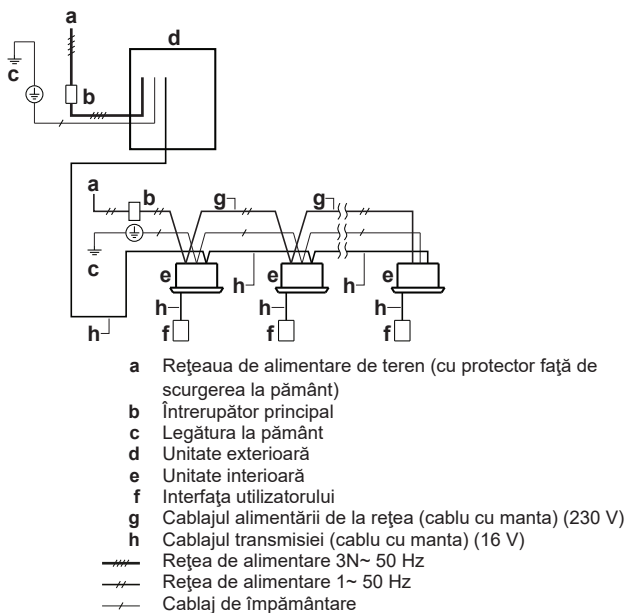 a
d
c
b
a
b
g
g
c
e
h
e
h
e
h
h
h
h
f
f
f
a Reţeaua de alimentare de teren (cu protector faţă de
scurgerea la pământ)
b Întrerupător principal
c Legătura la pământ
d Unitate exterioară
e Unitate interioară
f Interfaţa utilizatorului
g Cablajul alimentării de la reţea (cablu cu manta) (230 V)
h Cablajul transmisiei (cablu cu manta) (16 V)
Reţea de alimentare 3N~ 50 Hz
Reţea de alimentare 1~ 50 Hz
Cablaj de împământare